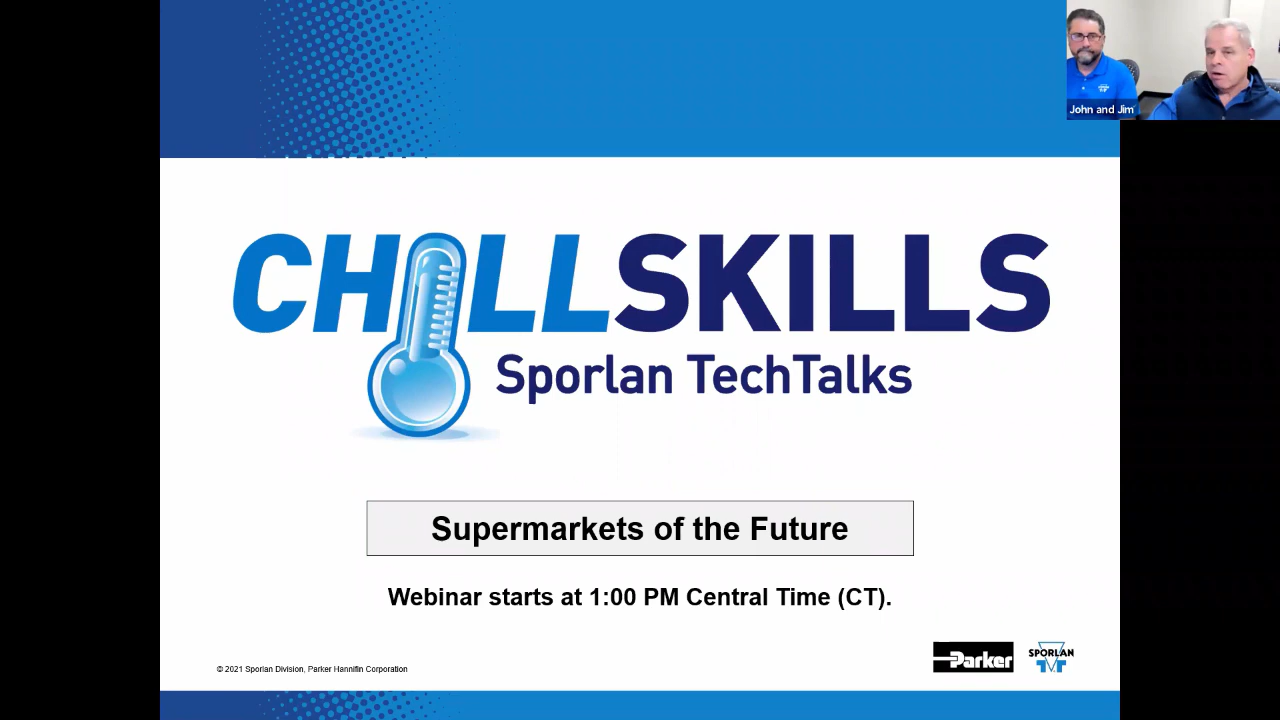 John and Jim
CHILLSKILLS
Sporlan TechTalks
Supermarkets of the Future
Webinar starts at 1:00 PM Central Time (CT).
© 2021 Sporlan Division, Parker Hannifin Corporation
Parker
SPORLAN